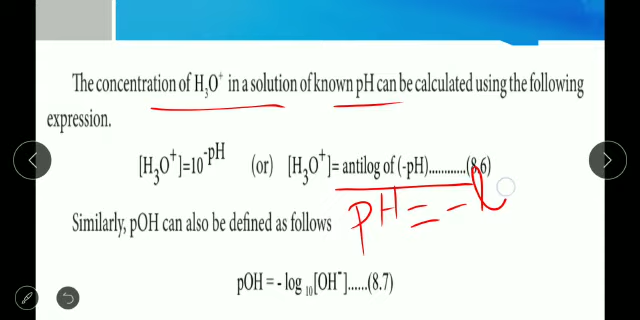 The concentration of H₃O⁺ in a solution of known pH can be calculated using the following
expression.
[H₃O⁺]=10⁻ᵖᴴ (or) [H₃O⁺]= antilog of (-pH)...........(8.6)
pH = - l
Similarly, pOH can also be defined as follows
pOH = - log ₁₀[OH⁻]......(8.7)